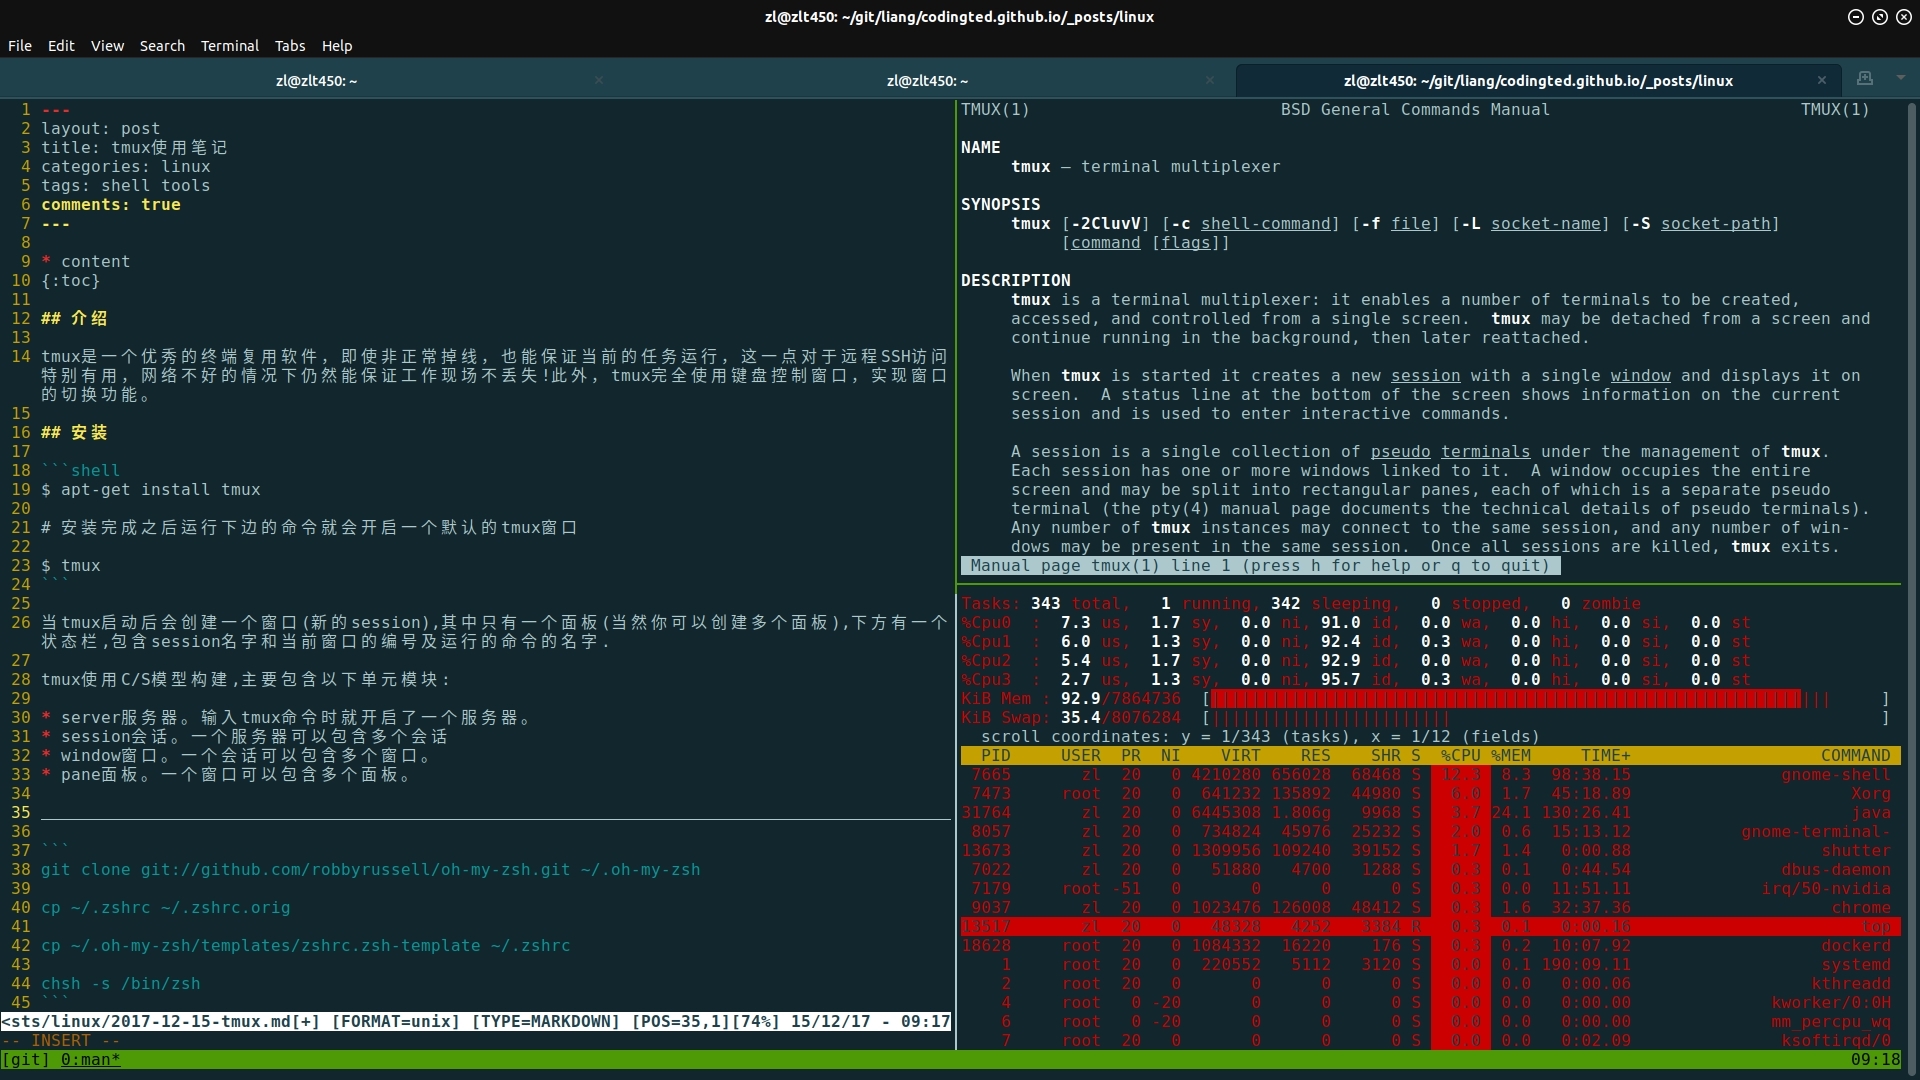 zl@zlt450: ~/git/liang/codingted.github.io/_posts/linux
File Edit View Search Terminal Tabs Help
zl@zlt450: ~ × zl@zlt450: ~ × zl@zlt450: ~/git/liang/codingted.github.io/_posts/linux ×
1 ---
2 layout: post
3 title: tmux使用笔记
4 categories: linux
5 tags: shell tools
6 comments: true
7 ---
8
9 * content
10 {:toc}
11
12 ## 介绍
13
14 tmux是一个优秀的终端复用软件，即使非正常掉线，也能保证当前的任务运行，这一点对于远程SSH访问
特别有用，网络不好的情况下仍然能保证工作现场不丢失!此外，tmux完全使用键盘控制窗口，实现窗口
的切换功能。
15
16 ## 安装
17
18 ```shell
19 $ apt-get install tmux
20
21 # 安装完成之后运行下边的命令就会开启一个默认的tmux窗口
22
23 $ tmux
24 ```
25
26 当tmux启动后会创建一个窗口(新的session),其中只有一个面板(当然你可以创建多个面板),下方有一个
状态栏,包含session名字和当前窗口的编号及运行的命令的名字.
27
28 tmux使用C/S模型构建,主要包含以下单元模块:
29
30 * server服务器。输入tmux命令时就开启了一个服务器。
31 * session会话。一个服务器可以包含多个会话
32 * window窗口。一个会话可以包含多个窗口。
33 * pane面板。一个窗口可以包含多个面板。
34
35
36
37 ```
38 git clone git://github.com/robbyrussell/oh-my-zsh.git ~/.oh-my-zsh
39
40 cp ~/.zshrc ~/.zshrc.orig
41
42 cp ~/.oh-my-zsh/templates/zshrc.zsh-template ~/.zshrc
43
44 chsh -s /bin/zsh
45 ```
<sts/linux/2017-12-15-tmux.md[+] [FORMAT=unix] [TYPE=MARKDOWN] [POS=35,1][74%] 15/12/17 - 09:17
-- INSERT --
TMUX(1) BSD General Commands Manual TMUX(1)
NAME
tmux — terminal multiplexer
SYNOPSIS
tmux [-2CluvV] [-c shell-command] [-f file] [-L socket-name] [-S socket-path]
[command [flags]]
DESCRIPTION
tmux is a terminal multiplexer: it enables a number of terminals to be created,
accessed, and controlled from a single screen. tmux may be detached from a screen and
continue running in the background, then later reattached.
When tmux is started it creates a new session with a single window and displays it on
screen. A status line at the bottom of the screen shows information on the current
session and is used to enter interactive commands.
A session is a single collection of pseudo terminals under the management of tmux.
Each session has one or more windows linked to it. A window occupies the entire
screen and may be split into rectangular panes, each of which is a separate pseudo
terminal (the pty(4) manual page documents the technical details of pseudo terminals).
Any number of tmux instances may connect to the same session, and any number of win-
dows may be present in the same session. Once all sessions are killed, tmux exits.
Manual page tmux(1) line 1 (press h for help or q to quit)
Tasks: 343 total, 1 running, 342 sleeping, 0 stopped, 0 zombie
%Cpu0 : 7.3 us, 1.7 sy, 0.0 ni, 91.0 id, 0.0 wa, 0.0 hi, 0.0 si, 0.0 st
%Cpu1 : 6.0 us, 1.3 sy, 0.0 ni, 92.4 id, 0.3 wa, 0.0 hi, 0.0 si, 0.0 st
%Cpu2 : 5.4 us, 1.7 sy, 0.0 ni, 92.9 id, 0.0 wa, 0.0 hi, 0.0 si, 0.0 st
%Cpu3 : 2.7 us, 1.3 sy, 0.0 ni, 95.7 id, 0.3 wa, 0.0 hi, 0.0 si, 0.0 st
KiB Mem : 92.9/7864736 [ ]
KiB Swap: 35.4/8076284 [ ]
scroll coordinates: y = 1/343 (tasks), x = 1/12 (fields)
PID USER PR NI VIRT RES SHR S %CPU %MEM TIME+ COMMAND
7665 zl 20 0 4210280 656028 68468 S 12.3 8.3 98:38.15 gnome-shell
7473 root 20 0 641232 135892 44980 S 6.0 1.7 45:18.89 Xorg
31764 zl 20 0 6445308 1.806g 9968 S 3.7 24.1 130:26.41 java
8057 zl 20 0 734824 45976 25232 S 2.0 0.6 15:13.12 gnome-terminal-
13673 zl 20 0 1309956 109240 39152 S 1.7 1.4 0:00.88 shutter
7022 zl 20 0 51880 4700 1288 S 0.3 0.1 0:44.54 dbus-daemon
7179 root -51 0 0 0 0 S 0.3 0.0 11:51.11 irq/50-nvidia
9037 zl 20 0 1023476 126008 48412 S 0.3 1.6 32:37.36 chrome
13517 zl 20 0 48328 4252 3384 R 0.3 0.1 0:00.16 top
18628 root 20 0 1084332 16220 176 S 0.3 0.2 10:07.92 dockerd
1 root 20 0 220552 5112 3120 S 0.0 0.1 190:09.11 systemd
2 root 20 0 0 0 0 S 0.0 0.0 0:00.06 kthreadd
4 root 0 -20 0 0 0 S 0.0 0.0 0:00.00 kworker/0:0H
6 root 0 -20 0 0 0 S 0.0 0.0 0:00.00 mm_percpu_wq
7 root 20 0 0 0 0 S 0.0 0.0 0:02.09 ksoftirqd/0
[git] 0:man* 09:18